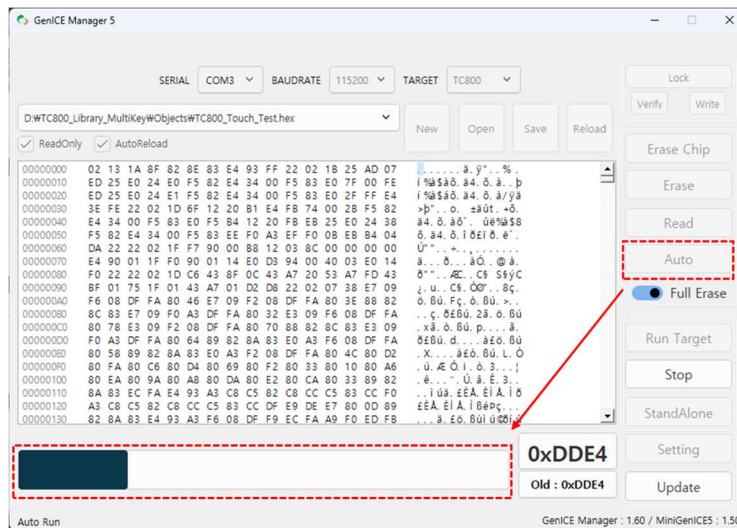 GenICE Manager 5
SERIAL COM3 BAUDRATE 115200 TARGET TC800
Lock
Verify Write
D:₩TC800_Library_MultiKey₩Objects₩TC800_Touch_Test.hex
New Open Save Reload
ReadOnly AutoReload
Erase Chip
Erase
Read
Auto
Full Erase
Run Target
Stop
StandAlone
Setting
Update
00000000 02 13 1A 8F 82 8E 83 E4 93 FF 22 02 1B 25 AD 07
00000010 ED 25 E0 24 E0 F5 82 E4 34 00 F5 83 E0 7F 00 FE
00000020 ED 25 E0 24 E1 F5 82 E4 34 00 F5 83 E0 2F FF E4
00000030 3E FE 22 02 1D 6F 12 20 B1 E4 FB 74 00 2B F5 82
00000040 E4 34 00 F5 83 E0 F5 B4 12 20 FB EB 25 E0 24 38
00000050 F5 82 E4 34 00 F5 83 EE F0 A3 EF F0 0B EB B4 04
00000060 DA 22 22 02 1F F7 90 00 B8 12 03 8C 00 00 00 00
00000070 E4 90 01 1F F0 90 01 14 E0 D3 94 00 40 03 E0 14
00000080 F0 22 22 02 1D C6 43 8F 0C 43 A7 20 53 A7 FD 43
00000090 BF 01 75 1F 01 43 A7 01 D2 D8 22 02 07 38 E7 09
000000A0 F6 08 DF FA 80 46 E7 09 F2 08 DF FA 80 3E 88 82
000000B0 8C 83 E7 09 F0 A3 DF FA 80 32 E3 09 F6 08 DF FA
000000C0 80 78 E3 09 F2 08 DF FA 80 70 88 82 8C 83 E3 09
000000D0 F0 A3 DF FA 80 64 89 82 8A 83 E0 A3 F6 08 DF FA
000000E0 80 58 89 82 8A 83 E0 A3 F2 08 DF FA 80 4C 80 D2
000000F0 80 FA 80 C6 80 D4 80 69 80 F2 80 33 80 10 80 A6
00000100 80 EA 80 9A 80 A8 80 DA 80 E2 80 CA 80 33 89 82
00000110 8A 83 EC FA E4 93 A3 C8 C5 82 C8 CC C5 83 CC F0
00000120 A3 C8 C5 82 C8 CC C5 83 CC DF E9 DE E7 80 0D 89
00000130 82 8A 83 E4 93 A3 F6 08 DF F9 EC FA A9 F0 ED FB
0xDDE4
Old : 0xDDE4
Auto Run
GenICE Manager : 1.60 / MiniGenICE5 : 1.50